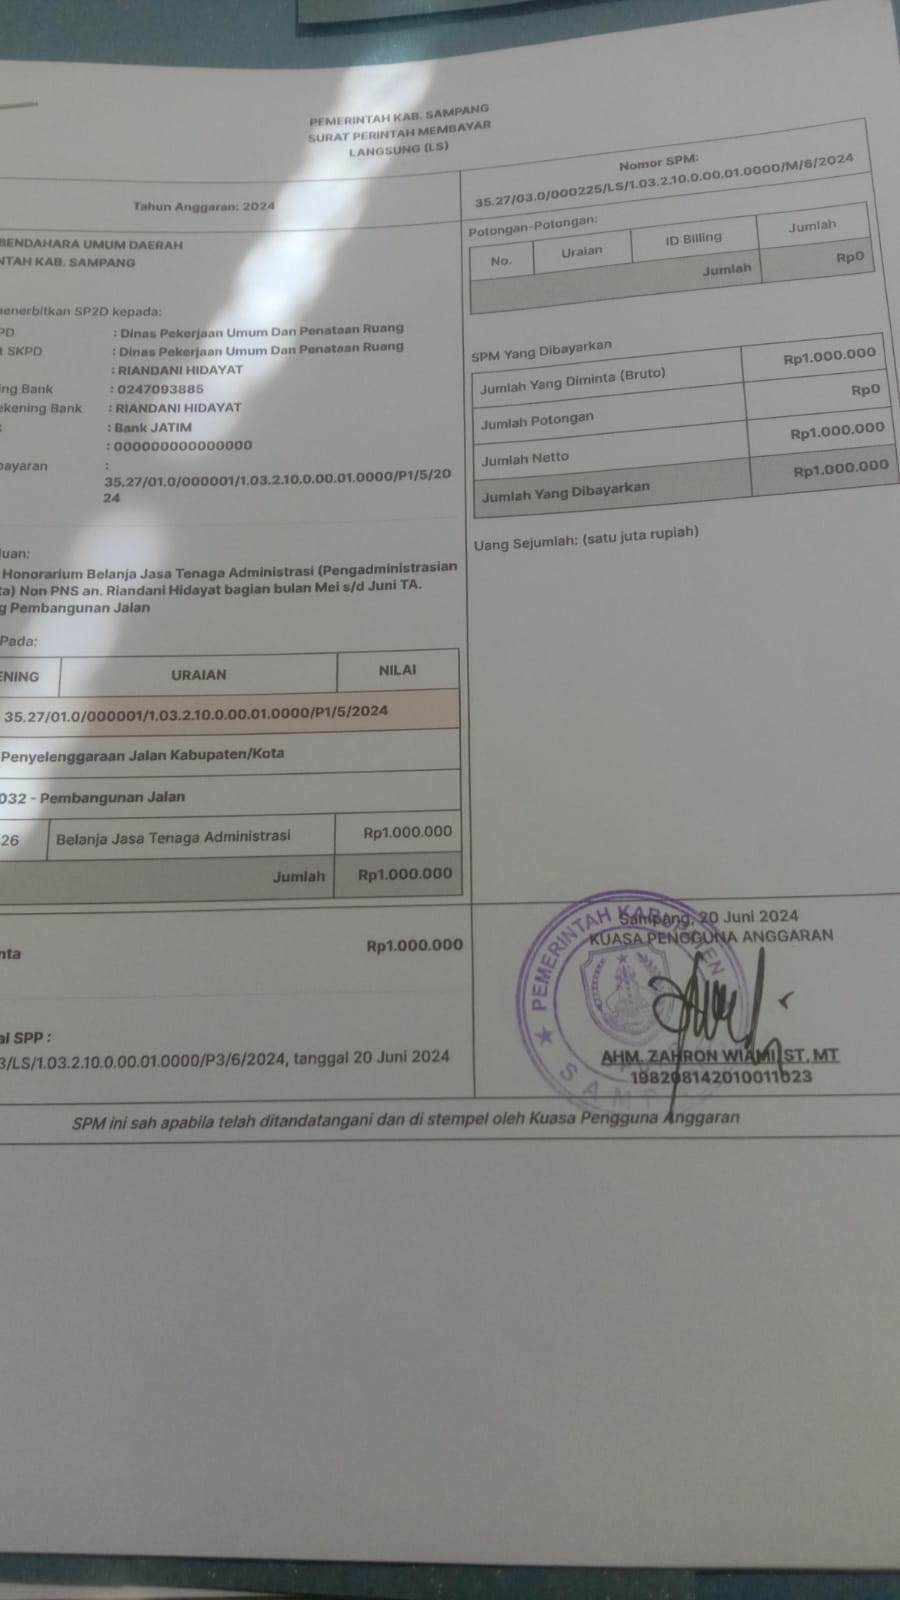 PEMERINTAH KAB. SAMPANG
SURAT PERINTAH MEMBAYAR
LANGSUNG (LS)
Tahun Anggaran: 2024
BENDAHARA UMUM DAERAH
NTAH KAB. SAMPANG
enerbitkan SP2D kepada:
PD : Dinas Pekerjaan Umum Dan Penataan Ruang
t SKPD : Dinas Pekerjaan Umum Dan Penataan Ruang
: RIANDANI HIDAYAT
ing Bank : 0247093885
ekening Bank : RIANDANI HIDAYAT
: Bank JATIM
: 000000000000000
bayaran :
35.27/01.0/000001/1.03.2.10.0.00.01.0000/P1/5/20
24
luan:
Honorarium Belanja Jasa Tenaga Administrasi (Pengadministrasian
ta) Non PNS an. Riandani Hidayat bagian bulan Mei s/d Juni TA.
g Pembangunan Jalan
Pada:
ENING URAIAN NILAI
35.27/01.0/000001/1.03.2.10.0.00.01.0000/P1/5/2024
Penyelenggaraan Jalan Kabupaten/Kota
032 - Pembangunan Jalan
26 Belanja Jasa Tenaga Administrasi Rp1.000.000
Jumlah Rp1.000.000
nta Rp1.000.000
al SPP :
3/LS/1.03.2.10.0.00.01.0000/P3/6/2024, tanggal 20 Juni 2024
Nomor SPM:
35.27/03.0/000225/LS/1.03.2.10.0.00.01.0000/M/6/2024
Potongan-Potongan:
No. Uraian ID Billing Jumlah
Jumlah Rp0
SPM Yang Dibayarkan
Jumlah Yang Diminta (Bruto) Rp1.000.000
Jumlah Potongan Rp0
Jumlah Netto Rp1.000.000
Jumlah Yang Dibayarkan Rp1.000.000
Uang Sejumlah: (satu juta rupiah)
Sampang, 20 Juni 2024
KUASA PENGGUNA ANGGARAN
PEMERINTAH KABUPATEN
SAMP
AHM. ZAHRON WIAMI, ST, MT
198208142010011023
SPM ini sah apabila telah ditandatangani dan di stempel oleh Kuasa Pengguna Anggaran